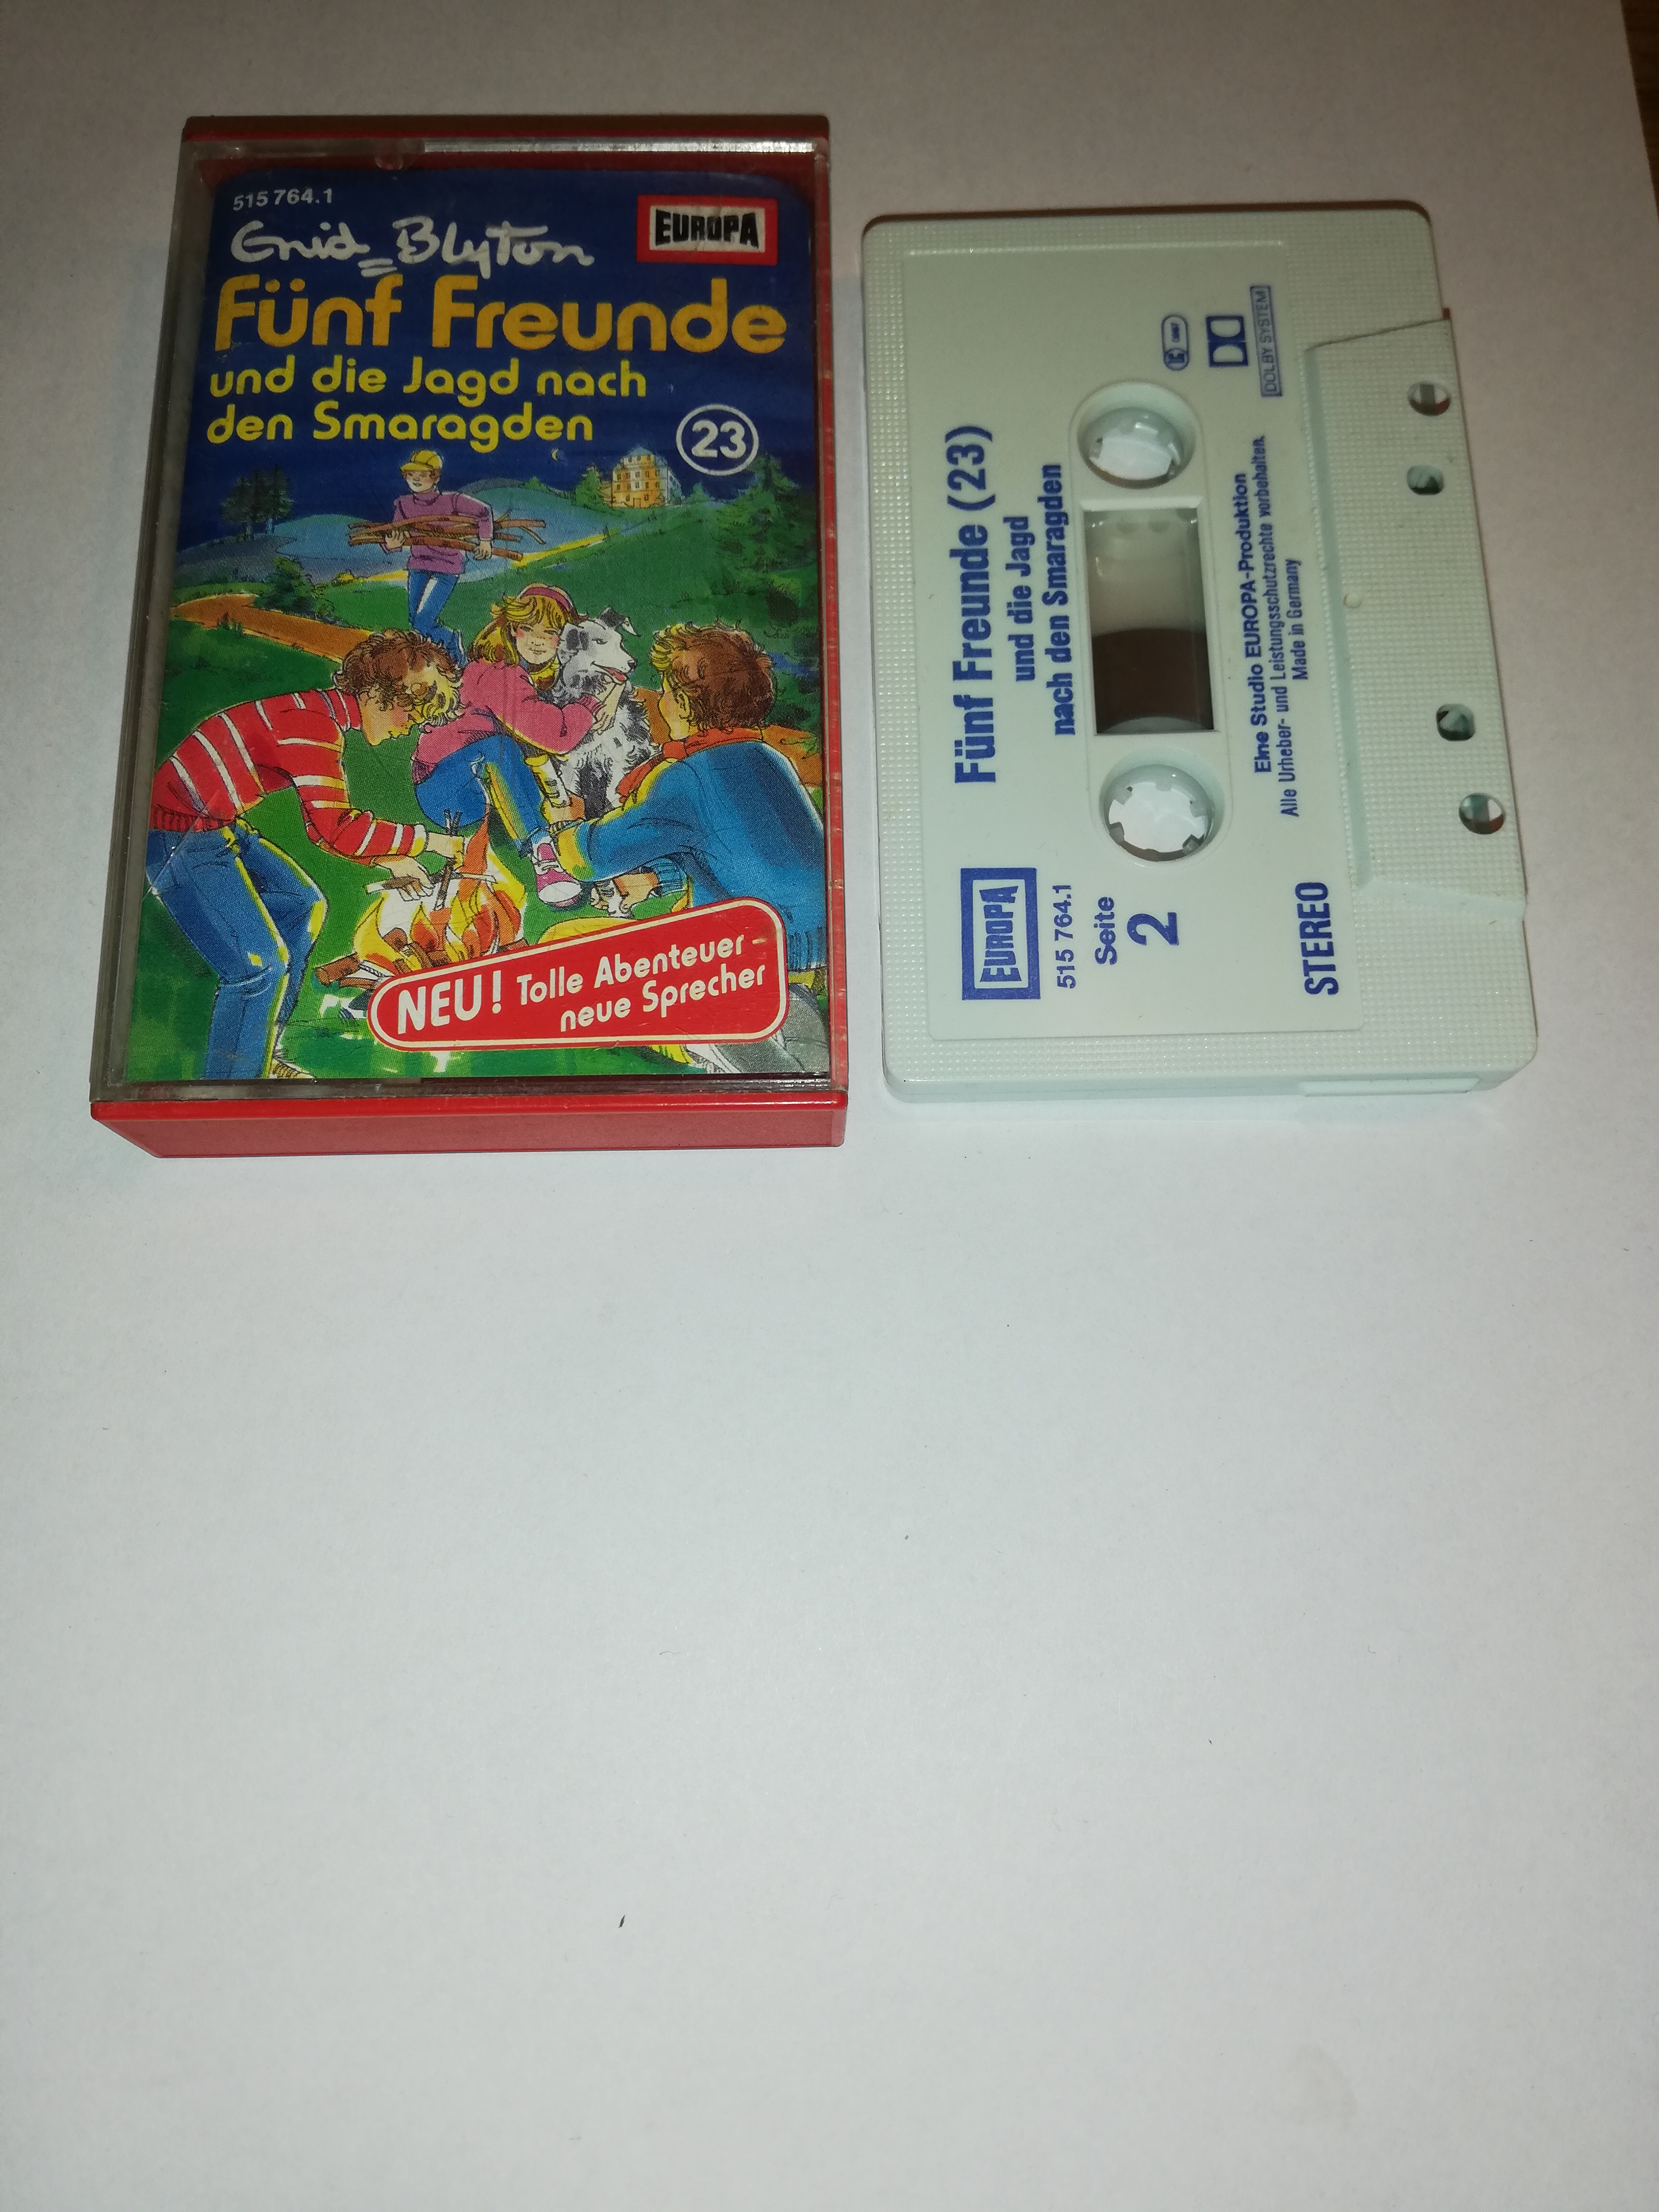 515 764.1
Enid Blyton
EUROPA
Fünf Freunde
und die Jagd nach
den Smaragden
23
NEU! Tolle Abenteuer -
neue Sprecher
Fünf Freunde (23)
und die Jagd
nach den Smaragden
EUROPA
515 764.1
Seite
2
DOLBY SYSTEM
Eine Studio EUROPA-Produktion
Alle Urheber- und Leistungsschutzrechte vorbehalten.
Made in Germany
STEREO